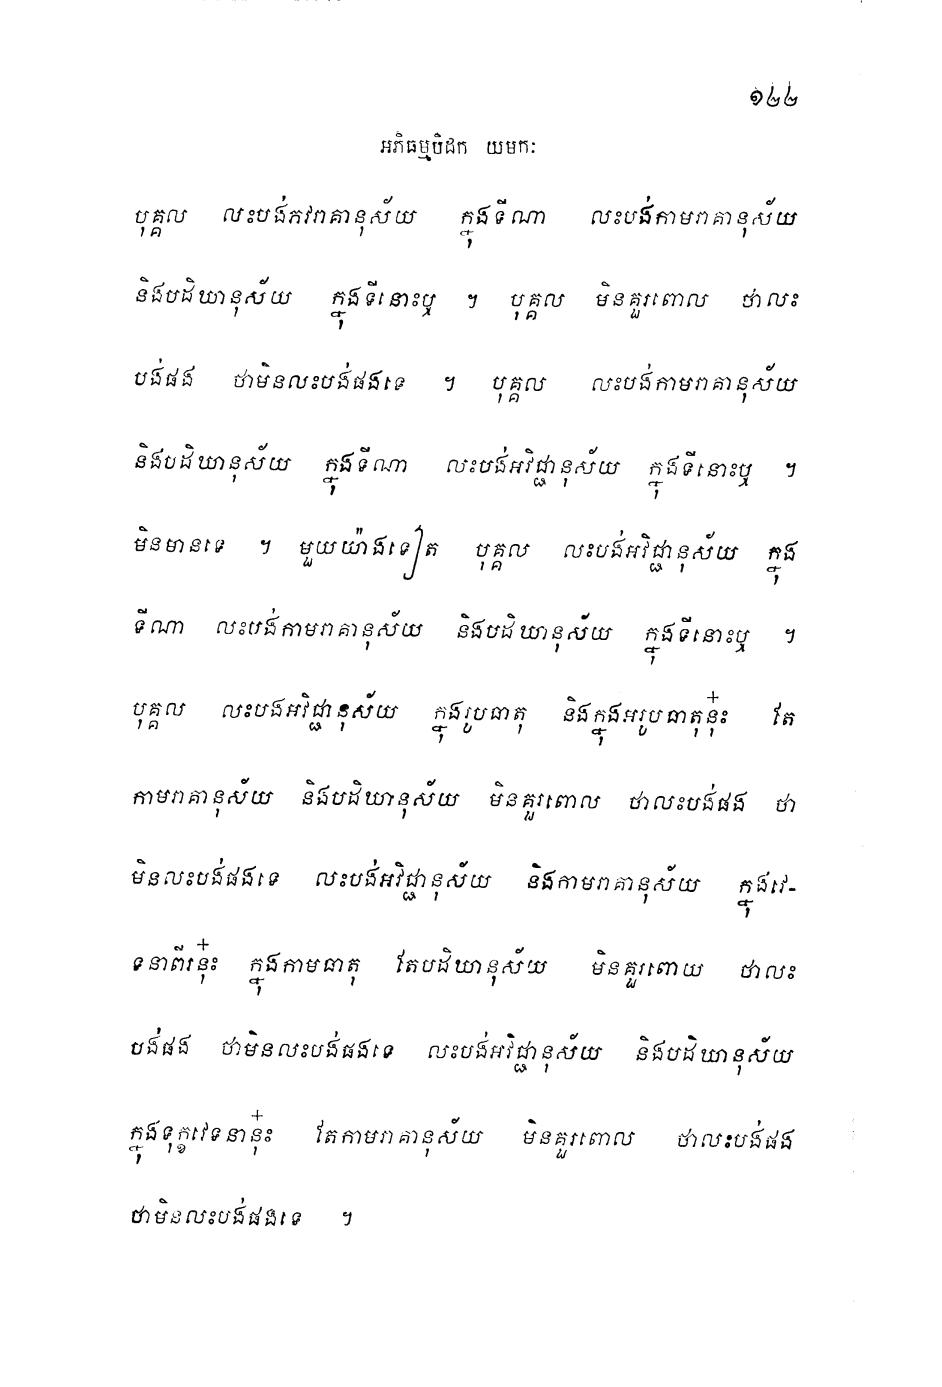 ១៤៤
អភិធម្មបិដក យមកៈ
បុគ្គល លះបង់ភវរាគានុស័យ ក្នុងទីណា លះបង់កាមរាគានុស័យ
និងបដិឃានុស័យ ក្នុងទីនោះឬ ។ បុគ្គល មិនគួរពោល ថាលះ
បង់ផង ថាមិនលះបង់ផងទេ ។ បុគ្គល លះបង់កាមរាគានុស័យ
និងបដិឃានុស័យ ក្នុងទីណា លះបង់អវិជ្ជានុស័យ ក្នុងទីនោះឬ ។
មិនមានទេ ។ មួយយ៉ាងទៀត បុគ្គល លះបង់អវិជ្ជានុស័យ ក្នុង
ទីណា លះបង់កាមរាគានុស័យ និងបដិឃានុស័យ ក្នុងទីនោះឬ ។
បុគ្គល លះបងអវិជ្ជានុស័យ ក្នុងរូបធាតុ និងក្នុងអរូបធាតុនុ៎ះ តែ
កាមរាគានុស័យ និងបដិឃានុស័យ មិនគួរពោល ថាលះបង់ផង ថា
មិនលះបង់ផងទេ លះបង់អវិជ្ជានុស័យ និងកាមរាគានុស័យ ក្នុងវេ-
ទនាពីរនុ៎ះ ក្នុងកាមធាតុ តែបដិឃានុស័យ មិនគួរពោយ ថាលះ
បង់ផង ថាមិនលះបង់ផងទេ លះបង់អវិជ្ជានុស័យ និងបដិឃានុស័យ
ក្នុងទុក្ខវេទនានុ៎ះ តែកាមរាគានុស័យ មិនគួរពោល ថាលះបង់ផង
ថាមិនលះបង់ផងទេ ។